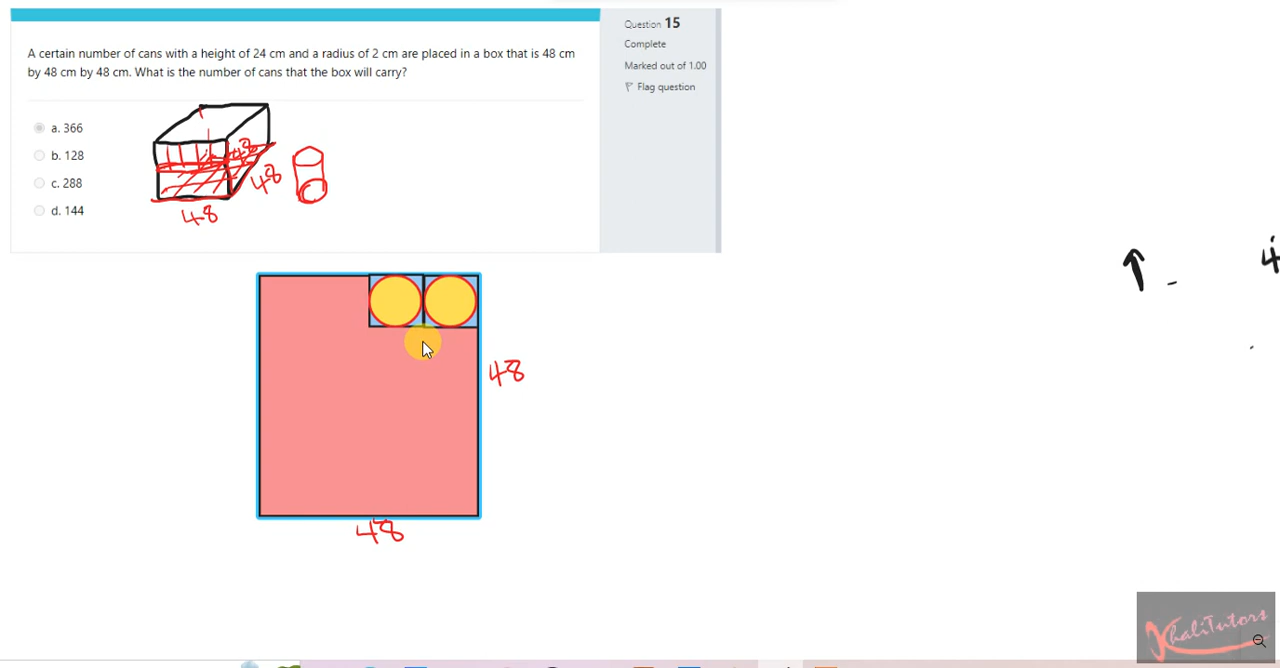 Question 15
Complete
Marked out of 1.00
Flag question
A certain number of cans with a height of 24 cm and a radius of 2 cm are placed in a box that is 48 cm
by 48 cm by 48 cm. What is the number of cans that the box will carry?
a. 366
b. 128
c. 288
d. 144
48
48
48
48
48
4
KhaliTutors